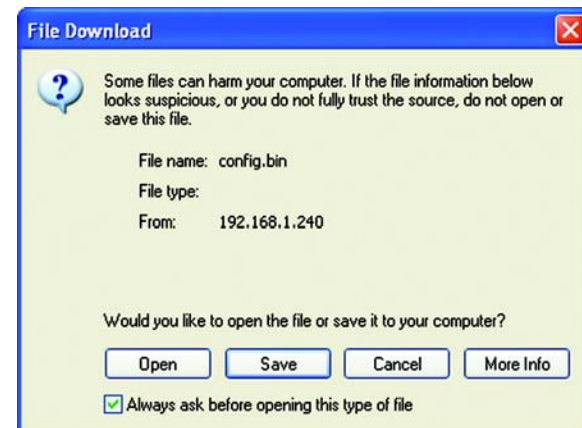 File Download
Some files can harm your computer. If the file information below
looks suspicious, or you do not fully trust the source, do not open or
save this file.
File name: config.bin
File type:
From: 192.168.1.240
Would you like to open the file or save it to your computer?
Open Save Cancel More Info
Always ask before opening this type of file